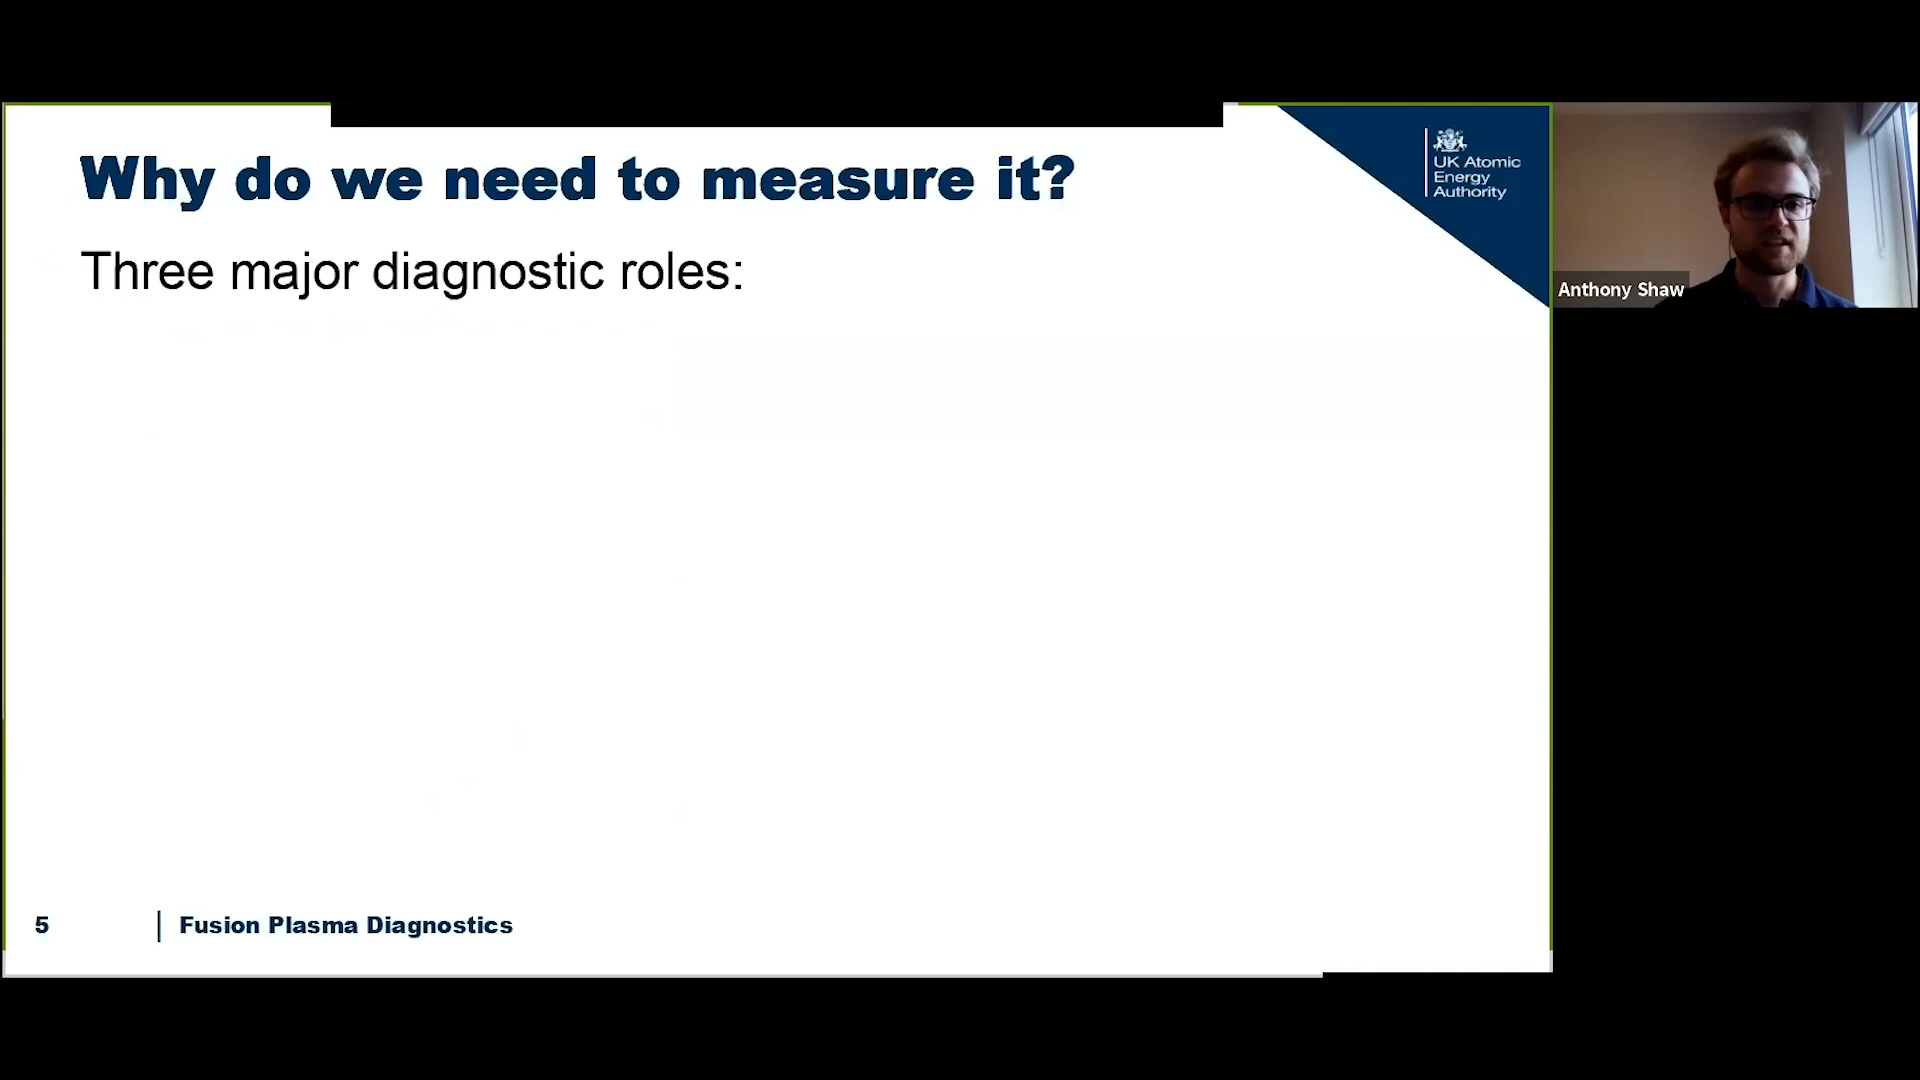 Why do we need to measure it?
UK Atomic
Energy
Authority
Three major diagnostic roles:
Anthony Shaw
5
Fusion Plasma Diagnostics